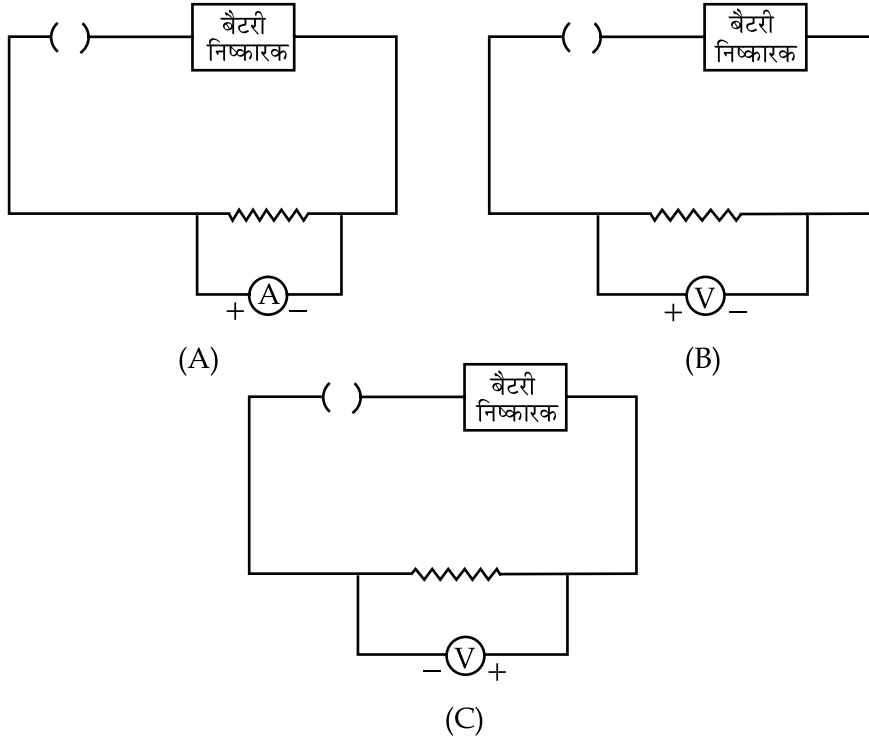 बैटरी
निष्कारक
बैटरी
निष्कारक
A
+ −
V
+ −
(A)
(B)
बैटरी
निष्कारक
V
− +
(C)